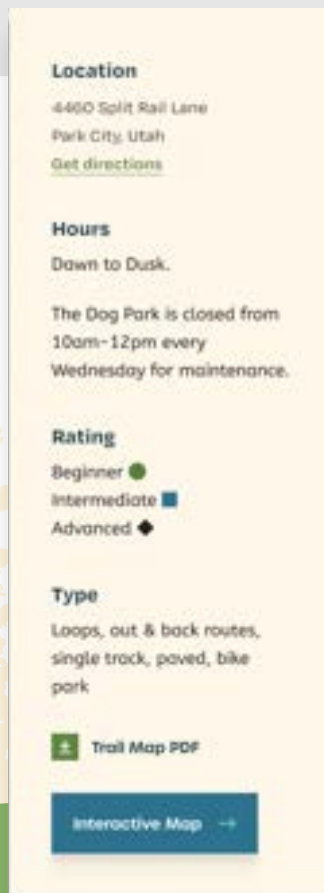 Location
4460 Split Rail Lane
Park City, Utah
Get directions
Hours
Dawn to Dusk.
The Dog Park is closed from
10am-12pm every
Wednesday for maintenance.
Rating
Beginner
Intermediate
Advanced
Type
Loops, out & back routes,
single track, paved, bike
park
Trail Map PDF
Interactive Map →